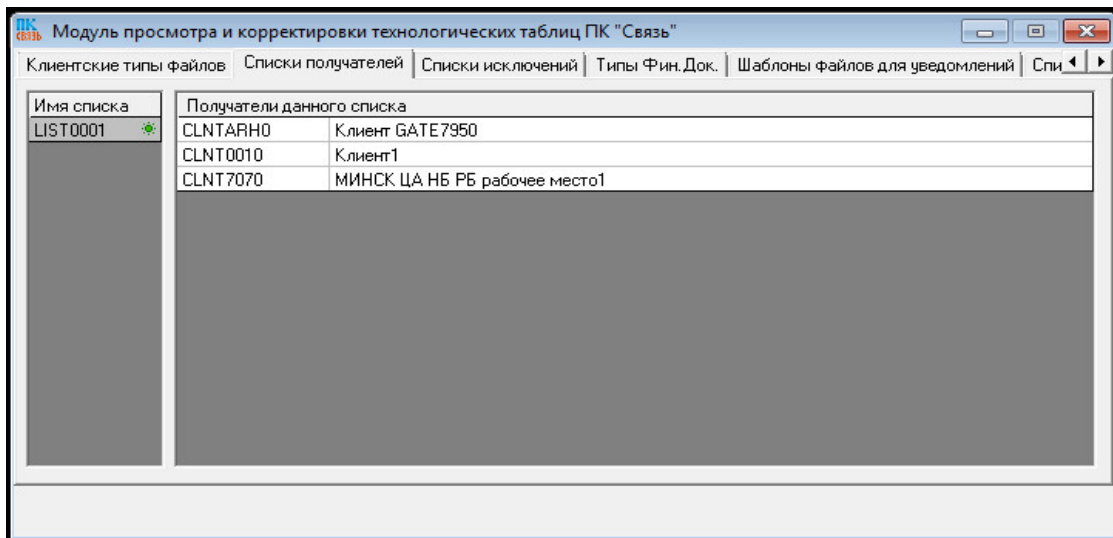 ПК СВЯЗЬ Модуль просмотра и корректировки технологических таблиц ПК "Связь"
Клиентские типы файлов Списки получателей Списки исключений Типы Фин.Док. Шаблоны файлов для уведомлений Спи
Имя списка Получатели данного списка
LIST0001 CLNTARH0 Клиент GATE7950
CLNT0010 Клиент1
CLNT7070 МИНСК ЦА НБ РБ рабочее место1